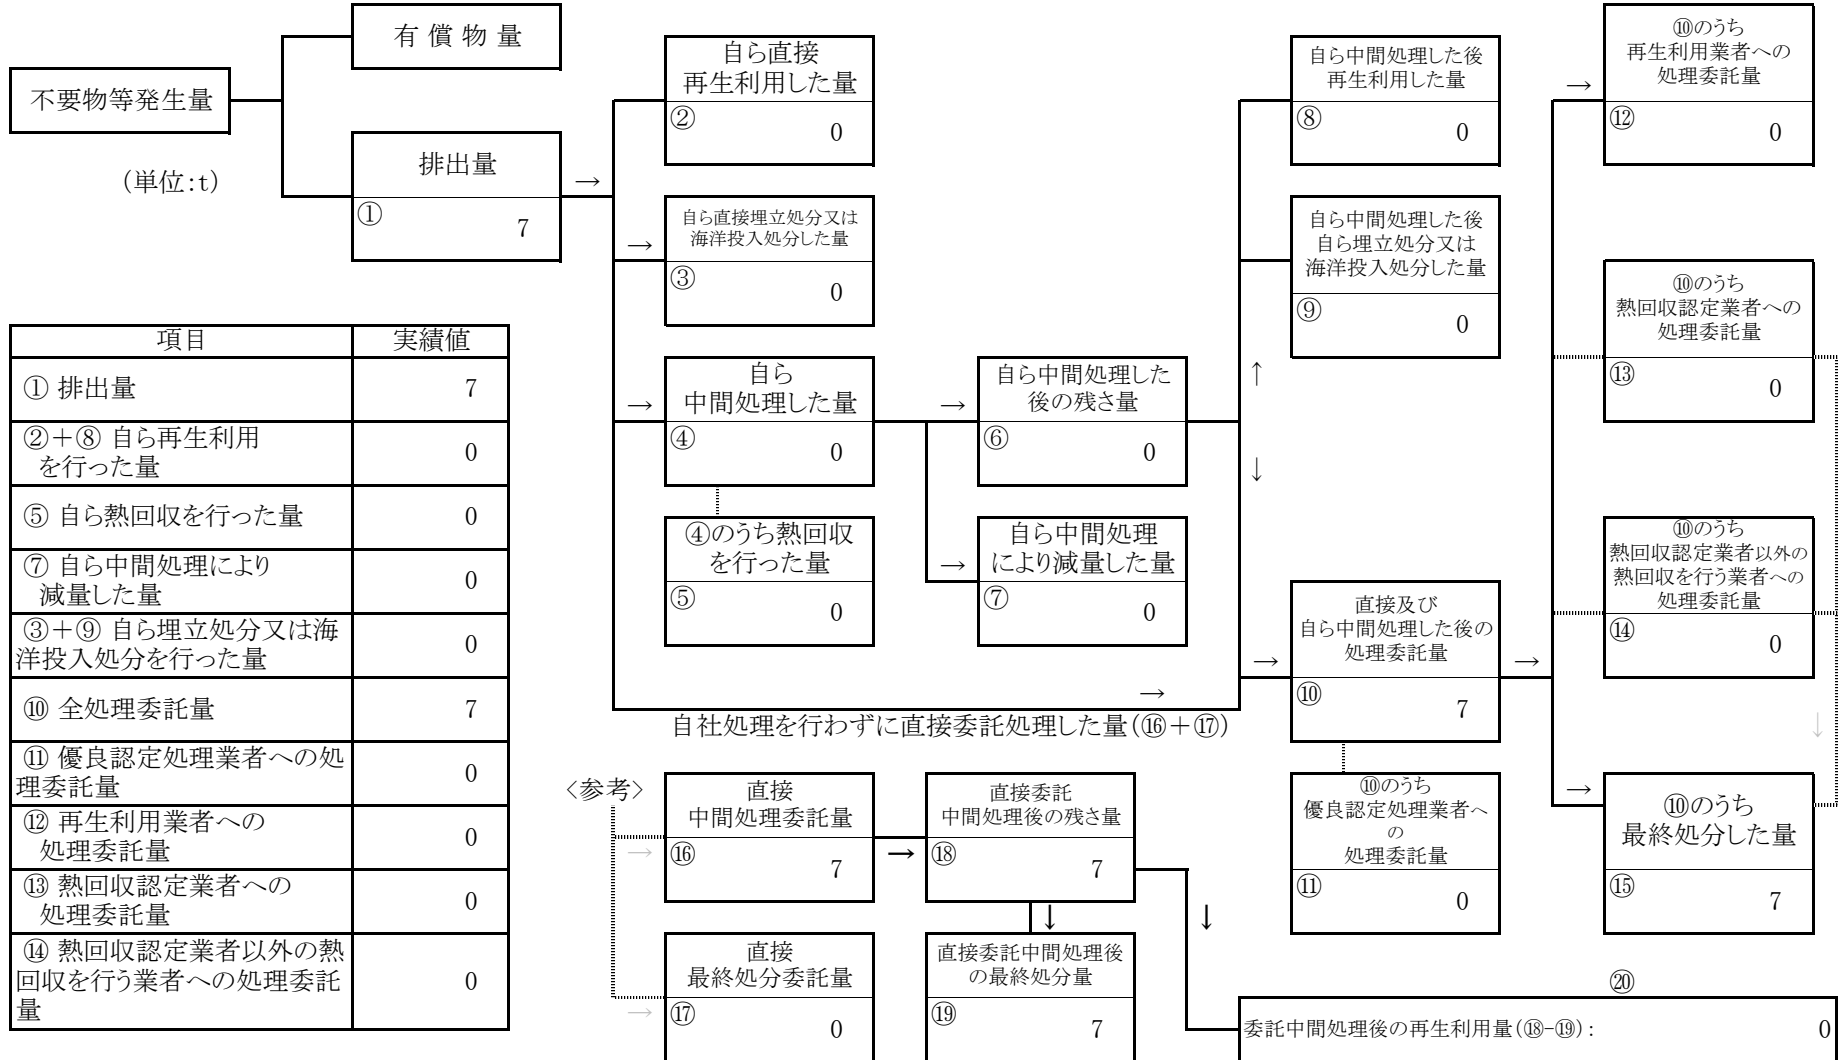 不要物等発生量
(単位:t)
有 償 物 量
排出量
→
①
7
自ら直接
再生利用した量
②
0
→
自ら直接埋立処分又は
海洋投入処分した量
③
0
→
自ら
中間処理した量
④
0
④のうち熱回収
を行った量
⑤
0
→
自ら中間処理した
後の残さ量
⑥
0
→
自ら中間処理
により減量した量
⑦
0
自ら中間処理した後
再生利用した量
⑧
0
自ら中間処理した後
自ら埋立処分又は
海洋投入処分した量
⑨
0
↑
↓
→
自社処理を行わずに直接委託処理した量(⑯+⑰)
→
直接及び
自ら中間処理した後の
処理委託量
⑩
7
→
⑩のうち
優良認定処理業者へ
の
処理委託量
⑪
0
→
⑩のうち
再生利用業者への
処理委託量
⑫
0
⑩のうち
熱回収認定業者への
処理委託量
⑬
0
⑩のうち
熱回収認定業者以外の
熱回収を行う業者への
処理委託量
⑭
0
↓
→
⑩のうち
最終処分した量
⑮
7
項目 実績値
① 排出量 7
②+⑧ 自ら再生利用
を行った量 0
⑤ 自ら熱回収を行った量 0
⑦ 自ら中間処理により
減量した量 0
③+⑨ 自ら埋立処分又は海
洋投入処分を行った量 0
⑩ 全処理委託量 7
⑪ 優良認定処理業者への処
理委託量 0
⑫ 再生利用業者への
処理委託量 0
⑬ 熱回収認定業者への
処理委託量 0
⑭ 熱回収認定業者以外の熱
回収を行う業者への処理委託
量 0
<参考>
→
直接
中間処理委託量
⑯
7
→
直接委託
中間処理後の残さ量
⑱
7
↓
↓
→
直接
最終処分委託量
⑰
0
直接委託中間処理後
の最終処分量
⑲
7
⑳
委託中間処理後の再生利用量(⑱-⑲): 0